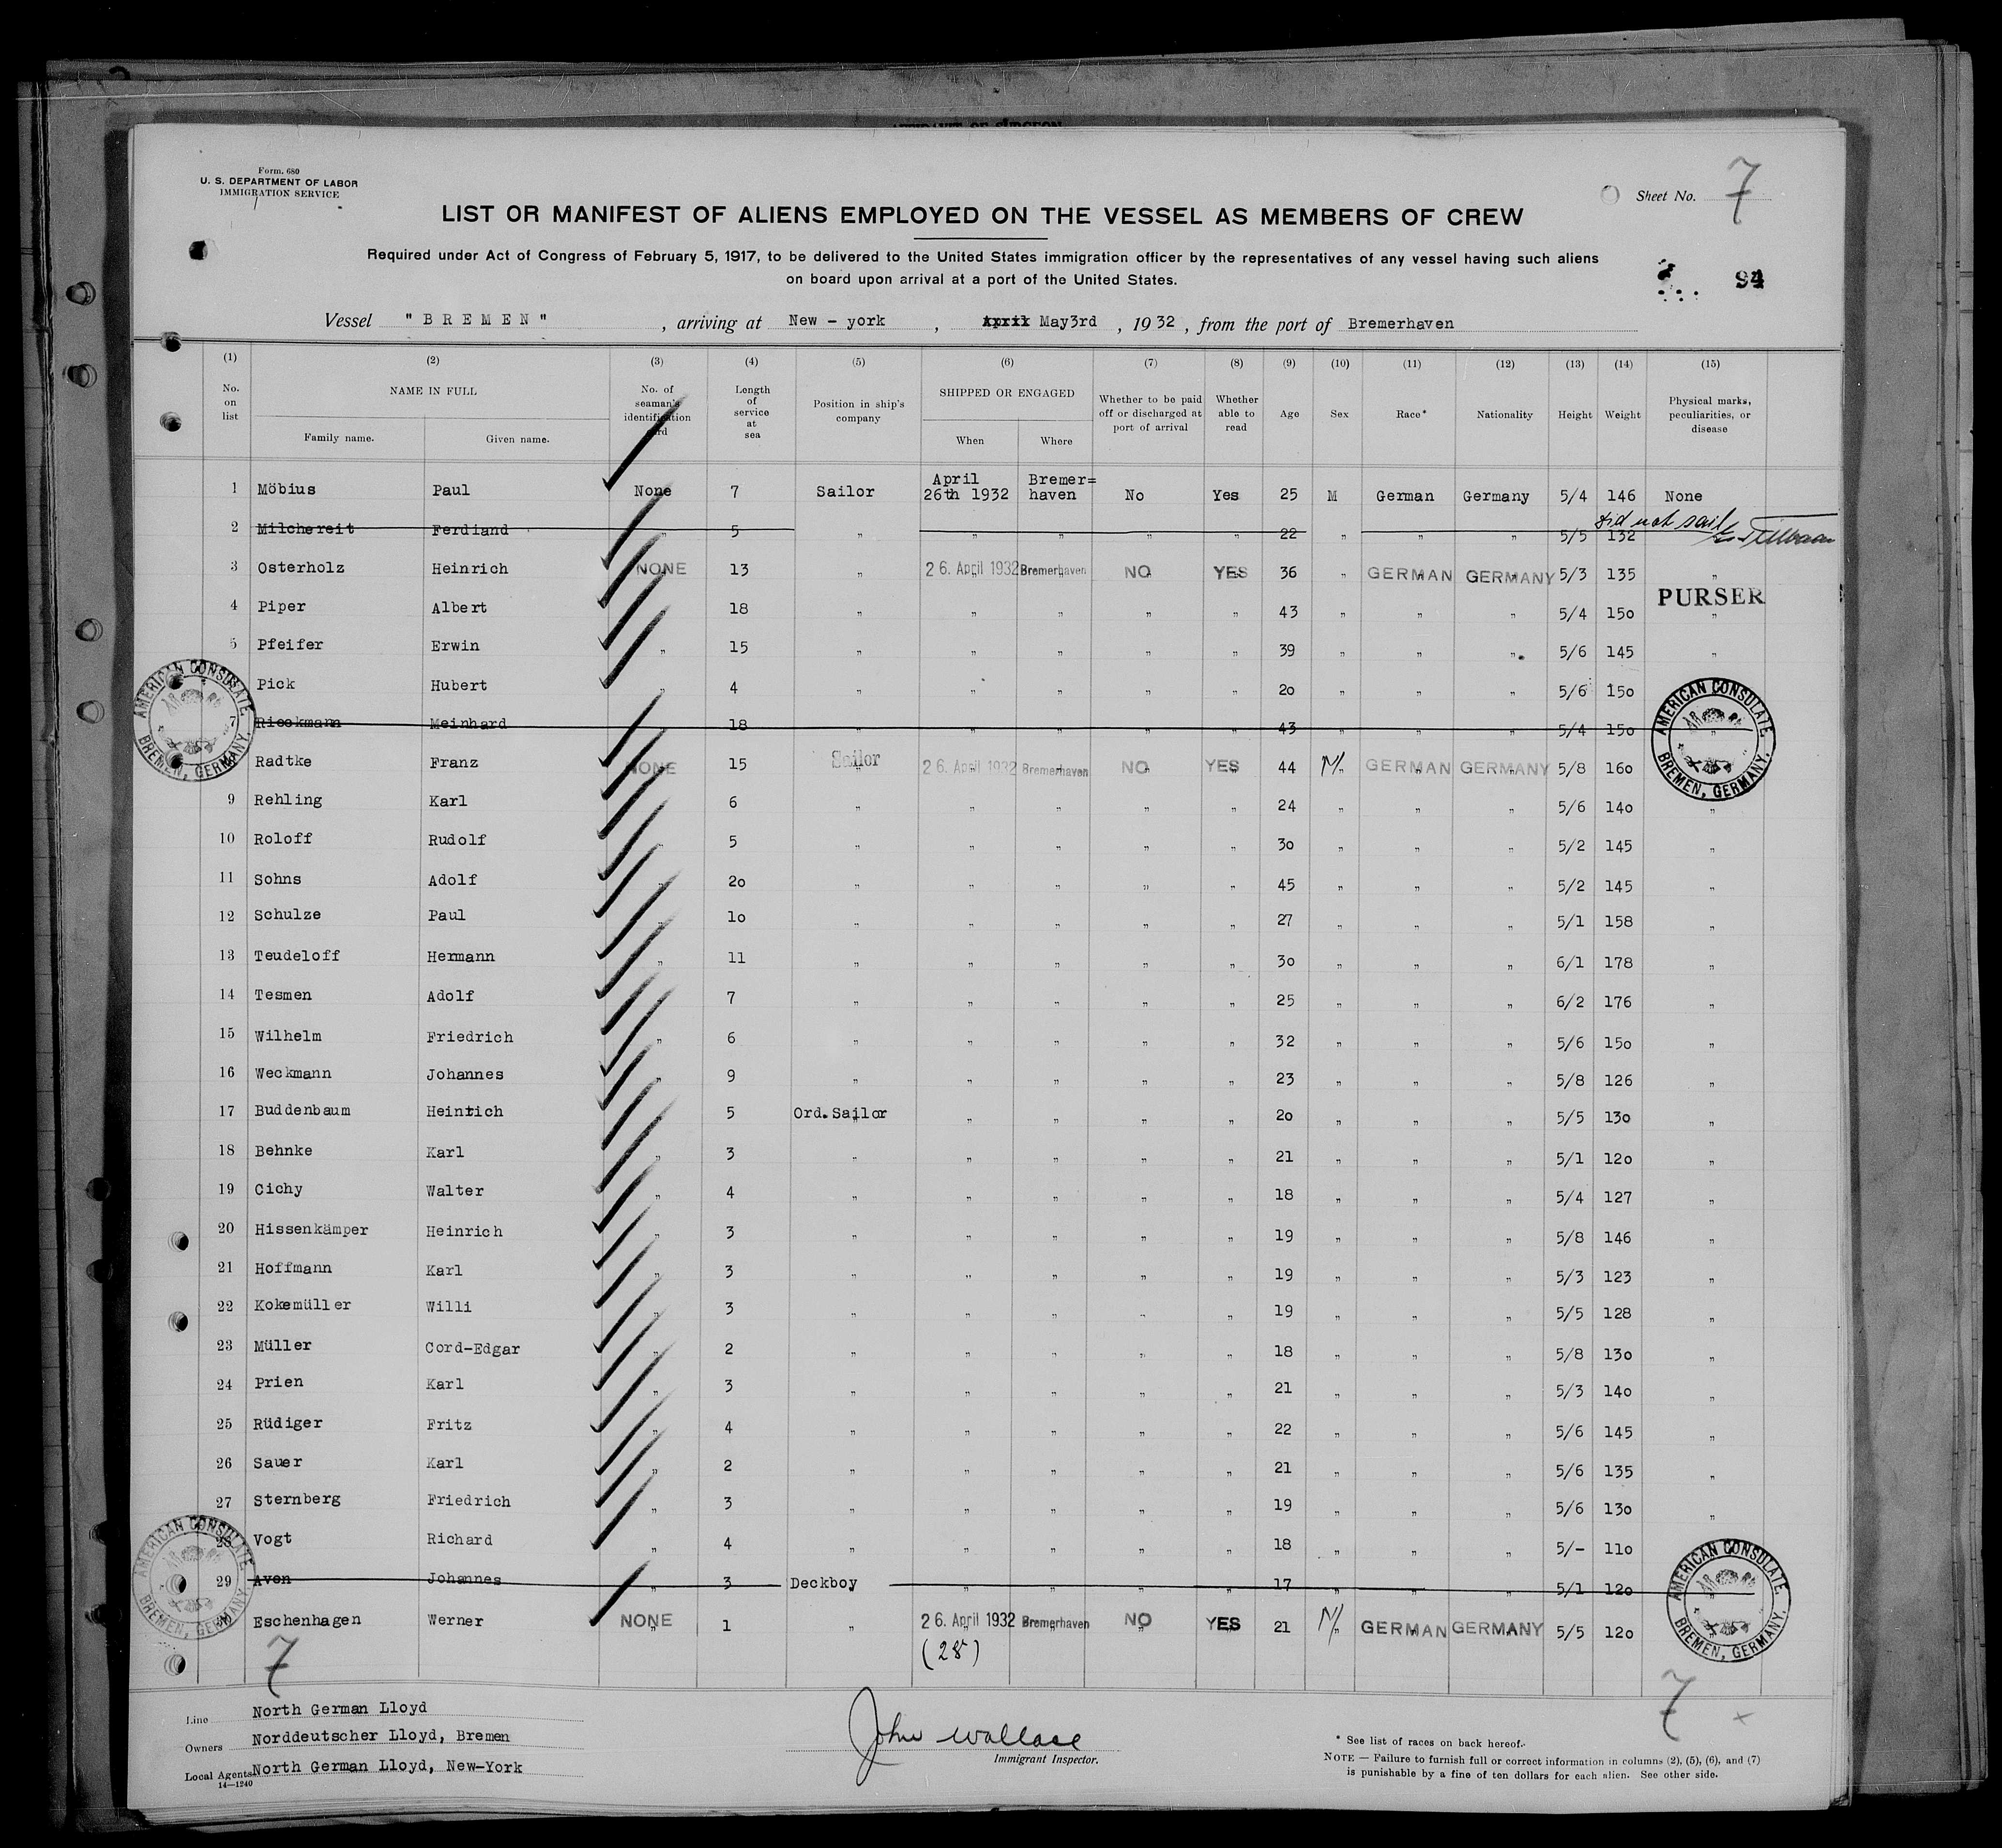 Form. 680
U. S. DEPARTMENT OF LABOR
IMMIGRATION SERVICE
Sheet No. 7
LIST OR MANIFEST OF ALIENS EMPLOYED ON THE VESSEL AS MEMBERS OF CREW
Required under Act of Congress of February 5, 1917, to be delivered to the United States immigration officer by the representatives of any vessel having such aliens
on board upon arrival at a port of the United States.
94
Vessel "BREMEN", arriving at New - york, April May3rd, 1932, from the port of Bremerhaven
(1) (2) (3) (4) (5) (6) (7) (8) (9) (10) (11) (12) (13) (14) (15)
No. on list NAME IN FULL Family name. Given name. No. of seaman's identification card Length of service at sea Position in ship's company SHIPPED OR ENGAGED When Where Whether to be paid off or discharged at port of arrival Whether able to read Age Sex Race* Nationality Height Weight Physical marks, peculiarities, or disease
1 Möbius Paul None 7 Sailor April 26th 1932 Bremer=haven No Yes 25 M German Germany 5/4 146 None
did not sail
2 Milchereit Ferdiand " 5 " " " " " 22 " " " 5/5 132
3 Osterholz Heinrich NONE 13 " 26. April 1932 Bremerhaven NO YES 36 " GERMAN GERMANY 5/3 135 "
PURSER
4 Piper Albert " 18 " " " " " 43 " " " 5/4 150 "
5 Pfeifer Erwin " 15 " " " " " 39 " " " 5/6 145 "
Pick Hubert " 4 " " " " " 20 " " " 5/6 150
7 Rieckmann Meinhard 18 " " " " " 43 " " " 5/4 150 "
Radtke Franz NONE 15 Sailor 26. April 1932 Bremerhaven NO YES 44 M GERMAN GERMANY 5/8 160
9 Rehling Karl 6 " " " " " 24 " " " 5/6 140 "
10 Roloff Rudolf 5 " " " " " 30 " " " 5/2 145 "
11 Sohns Adolf " 20 " " " " " 45 " " " 5/2 145 "
12 Schulze Paul " 10 " " " " " 27 " " " 5/1 158 "
13 Teudeloff Hermann " 11 " " " " " 30 " " " 6/1 178 "
14 Tesmen Adolf 7 " " " " " 25 " " " 6/2 176 "
15 Wilhelm Friedrich " 6 " " " " " 32 " " " 5/6 150 "
16 Weckmann Johannes " 9 " " " " " 23 " " " 5/8 126 "
17 Buddenbaum Heintich 5 Ord.Sailor " " " " 20 " " " 5/5 130 "
18 Behnke Karl " 3 " " " " " 21 " " " 5/1 120 "
19 Cichy Walter " 4 " " " " " 18 " " " 5/4 127 "
20 Hissenkämper Heinrich " 3 " " " " " 19 " " " 5/8 146 "
21 Hoffmann Karl " 3 " " " " " 19 " " " 5/3 123 "
22 Kokemüller Willi " 3 " " " " " 19 " " " 5/5 128 "
23 Müller Cord-Edgar 2 " " " " " 18 " " " 5/8 130 "
24 Prien Karl " 3 " " " " " 21 " " " 5/3 140 "
25 Rüdiger Fritz " 4 " " " " " 22 " " " 5/6 145 "
26 Sauer Karl " 2 " " " " " 21 " " " 5/6 135 "
27 Sternberg Friedrich " 3 " " " " " 19 " " " 5/6 130 "
28 Vogt Richard " 4 " " " " " 18 " " " 5/- 110
29 Aven Johannes " 3 Deckboy " " " " 17 " " " 5/1 120
Eschenhagen Werner NONE 1 " 26. April 1932 Bremerhaven NO YES 21 M GERMAN GERMANY 5/5 120
(28)
AMERICAN CONSULATE. BREMEN, GERMANY.
AMERICAN CONSULATE. BREMEN, GERMANY.
AMERICAN CONSULATE. BREMEN, GERMANY.
AMERICAN CONSULATE. BREMEN, GERMANY.
7
7
Line North German Lloyd
Owners Norddeutscher Lloyd, Bremen
Local Agents North German Lloyd, New-York
14—1240
John Wallace
Immigrant Inspector.
* See list of races on back hereof.
NOTE — Failure to furnish full or correct information in columns (2), (5), (6), and (7)
is punishable by a fine of ten dollars for each alien. See other side.